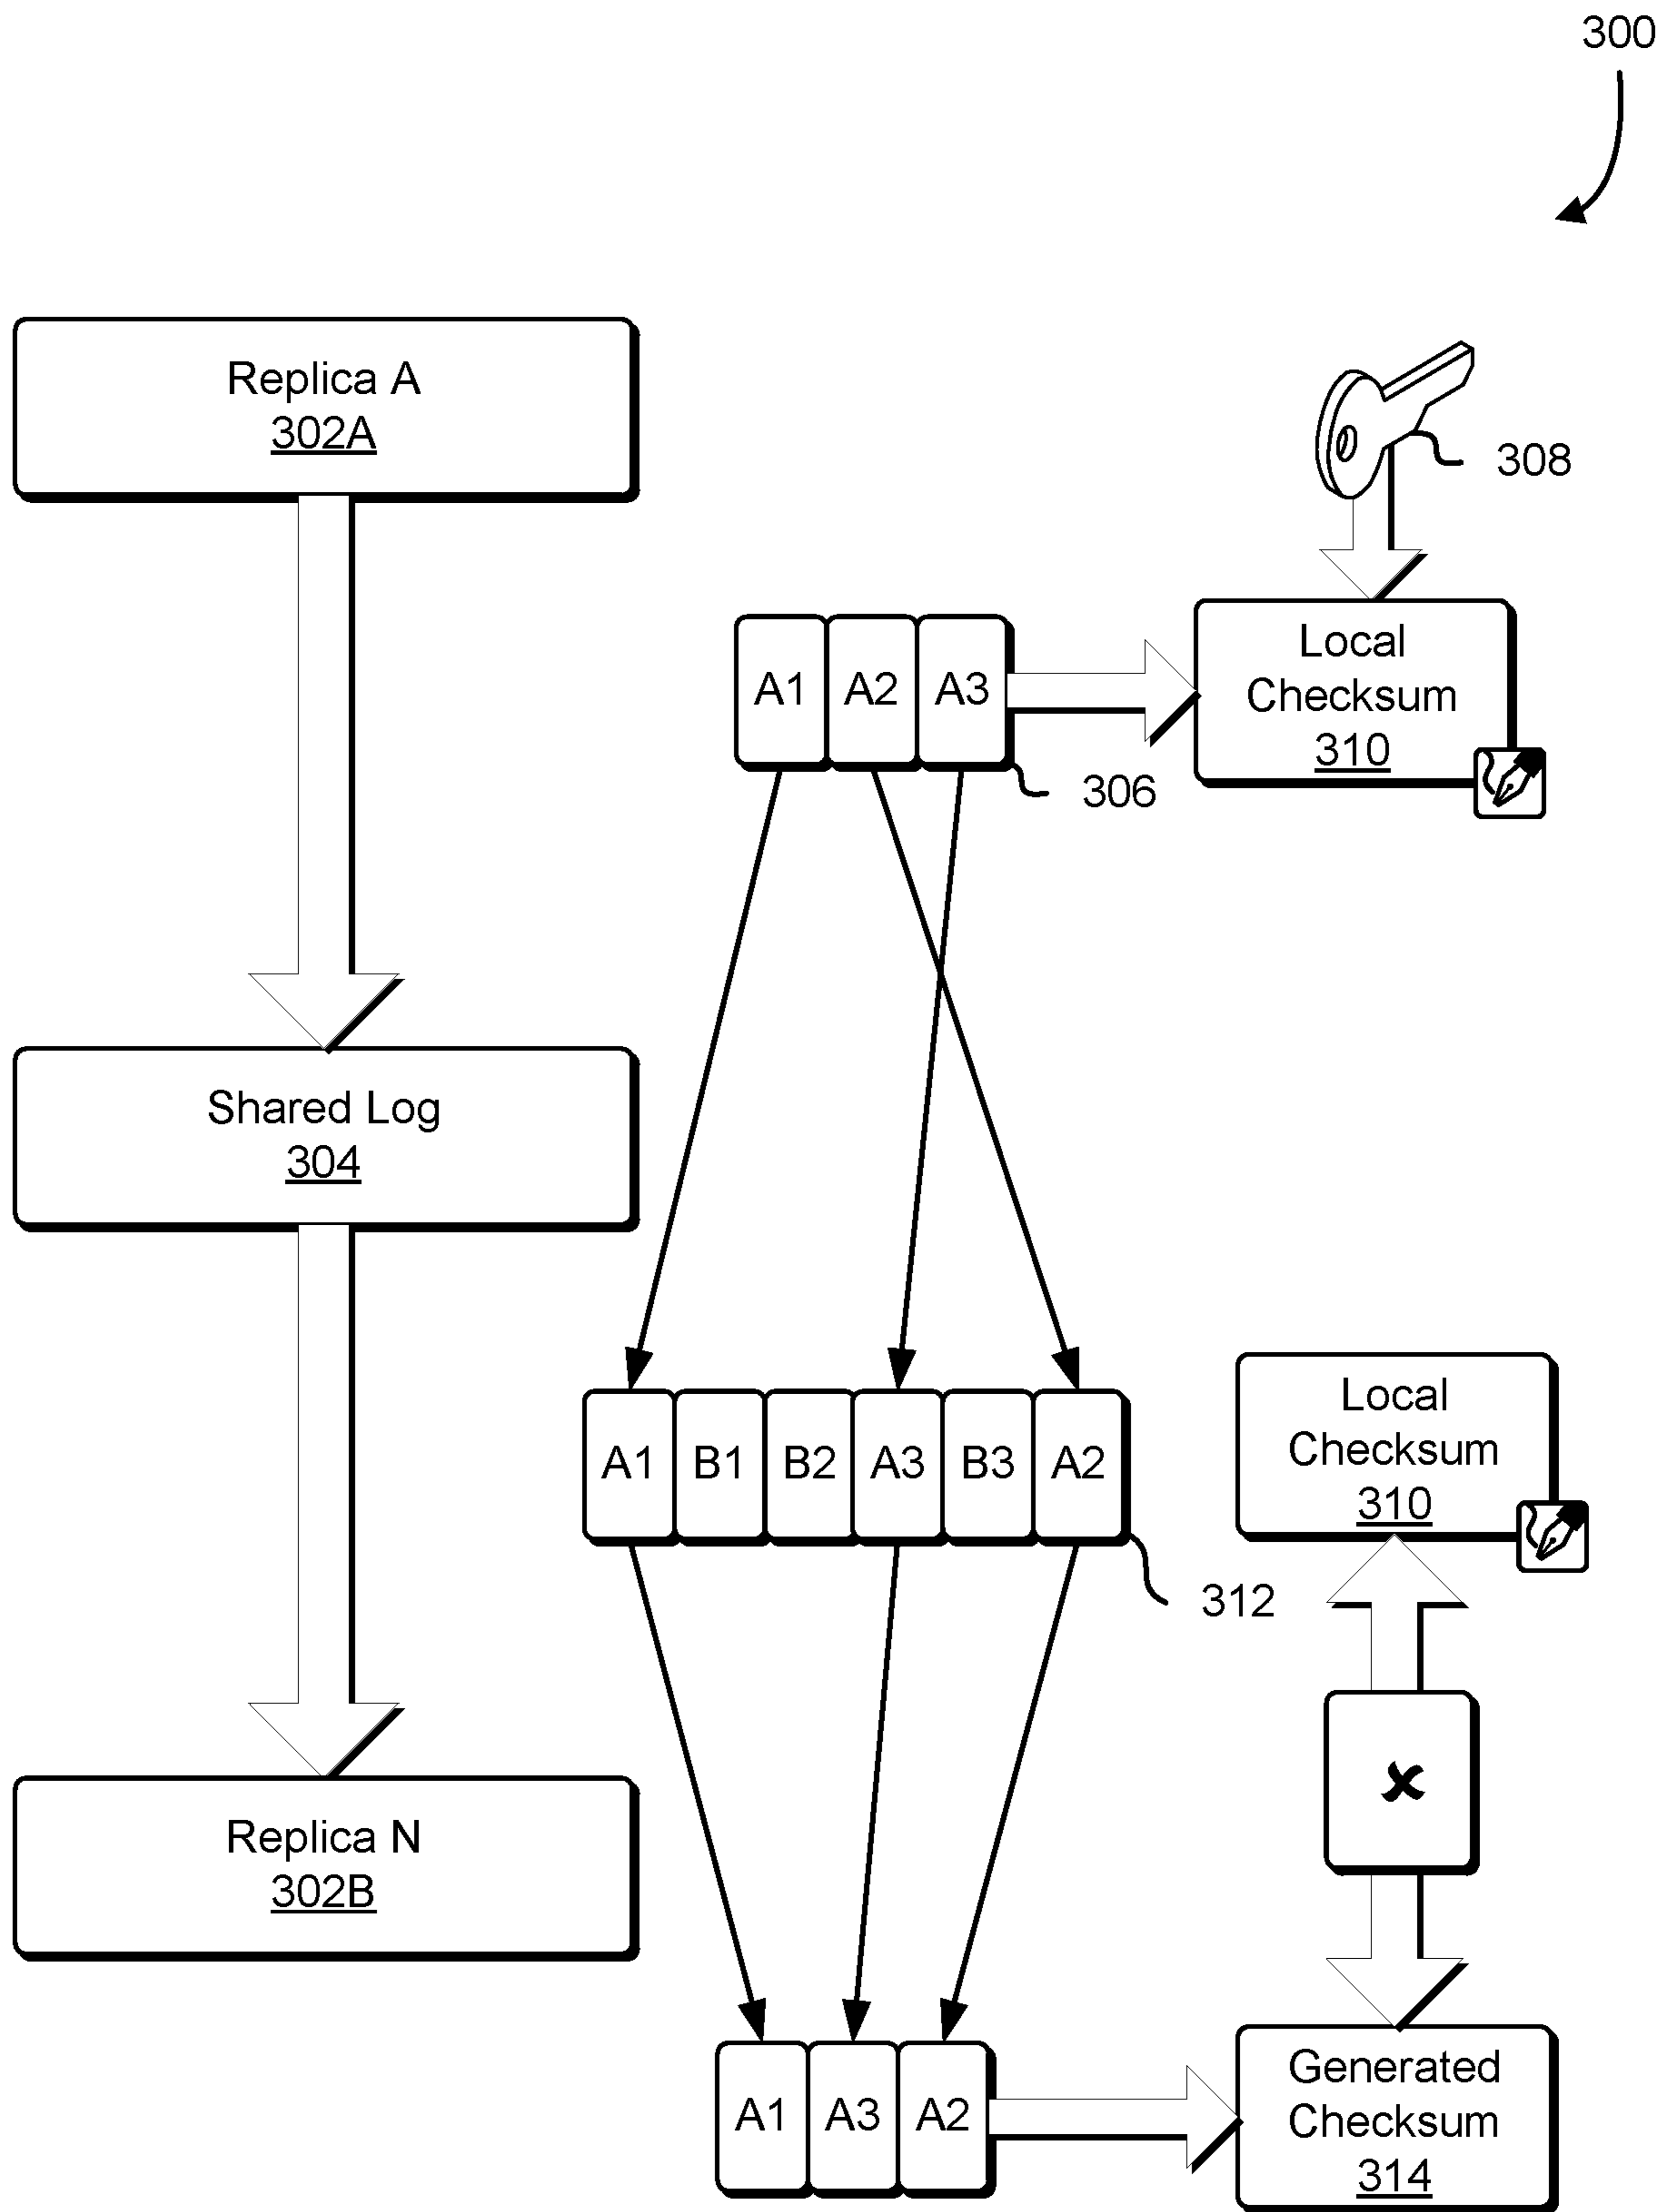 300
Replica A
302A
308
Local
Checksum
310
A1 A2 A3
306
Shared Log
304
A1 B1 B2 A3 B3 A2
312
Local
Checksum
310
Replica N
302B
x
A1 A3 A2
Generated
Checksum
314